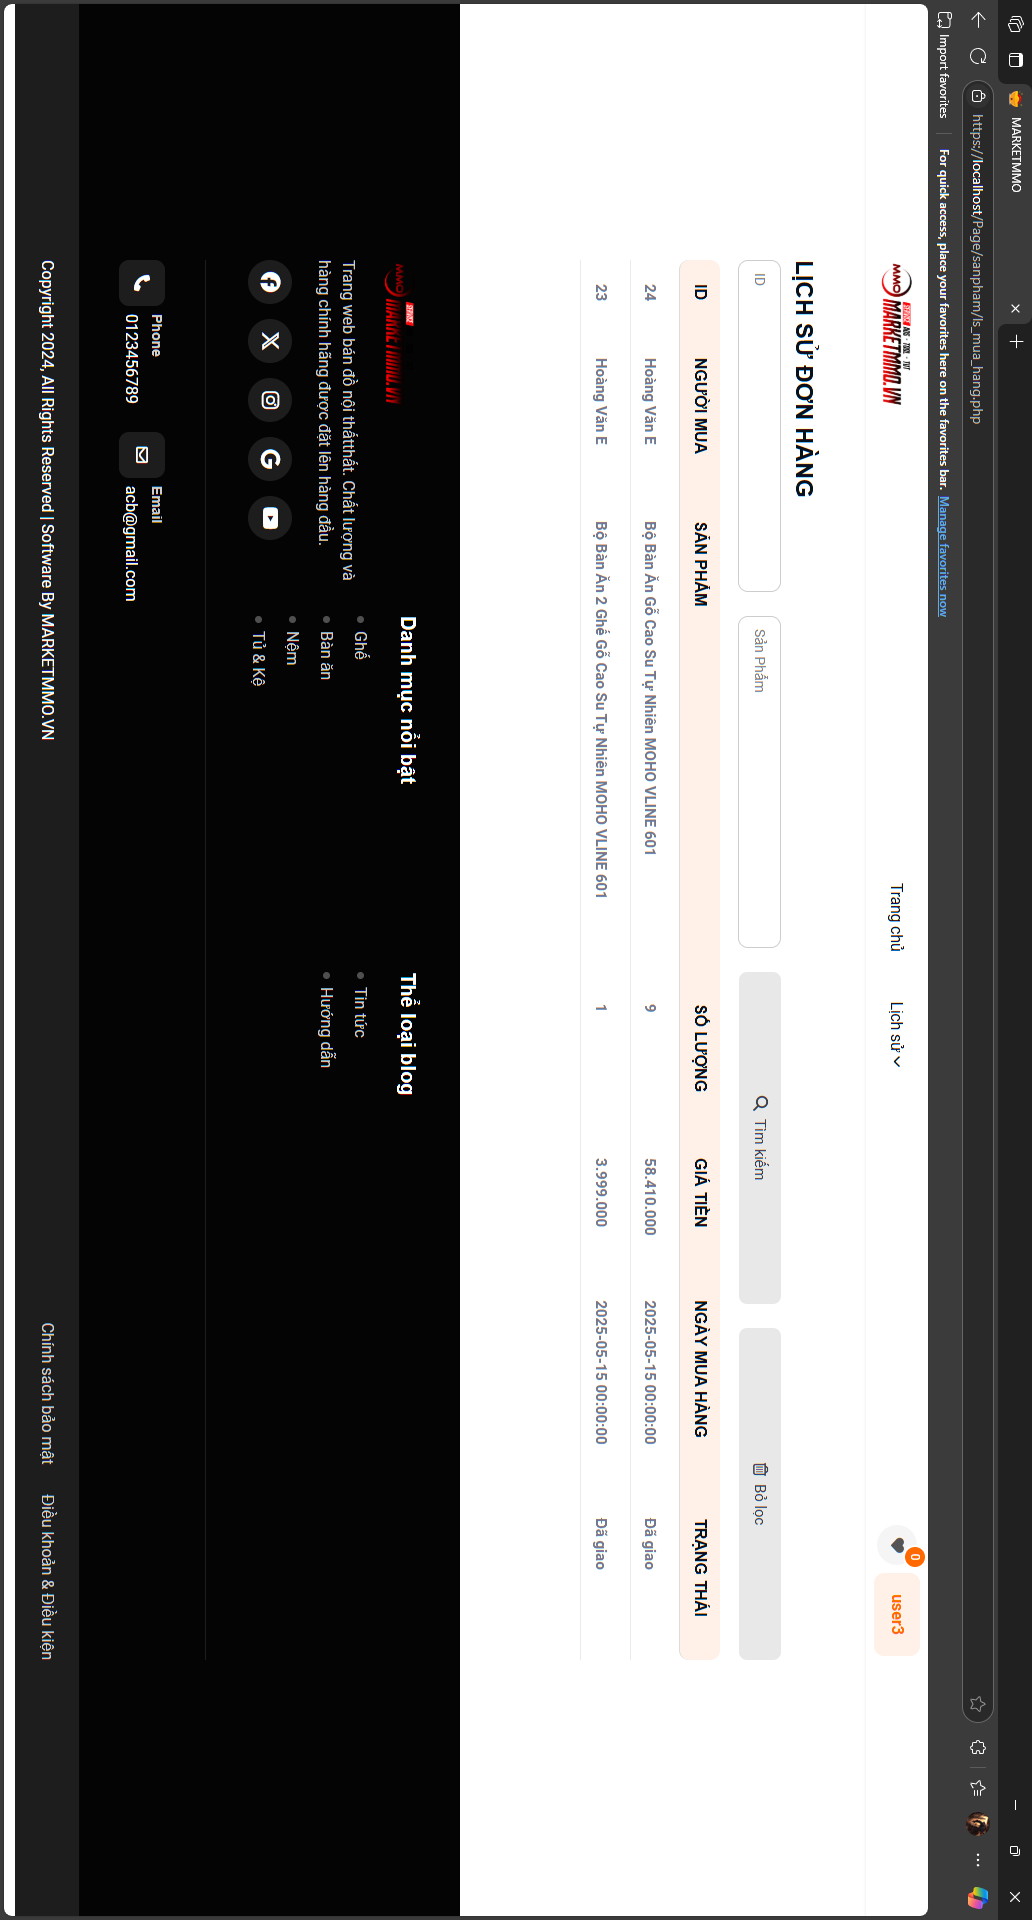 MARKETMMO
https://localhost/Page/sanpham/ls_mua_hang.php
Import favorites
For quick access, place your favorites here on the favorites bar. Manage favorites now
MMO
SERVICE ADS - TOOL - TUT
MARKETMMO.VN
Trang chủ
Lịch sử
0
user3
LỊCH SỬ ĐƠN HÀNG
ID
Sản Phẩm
Tìm kiếm
Bỏ lọc
ID NGƯỜI MUA SẢN PHẨM SỐ LƯỢNG GIÁ TIỀN NGÀY MUA HÀNG TRẠNG THÁI
24 Hoàng Văn E Bộ Bàn Ăn Gỗ Cao Su Tự Nhiên MOHO VLINE 601 9 58.410.000 2025-05-15 00:00:00 Đã giao
23 Hoàng Văn E Bộ Bàn Ăn 2 Ghế Gỗ Cao Su Tự Nhiên MOHO VLINE 601 1 3.999.000 2025-05-15 00:00:00 Đã giao
MMO
SERVICE
MARKETMMO.VN
Trang web bán đồ nội thấtthất. Chất lượng và
hàng chính hãng được đặt lên hàng đầu.
Danh mục nổi bật
Ghế
Bàn ăn
Nệm
Tủ & Kệ
Thể loại blog
Tin tức
Hướng dẫn
Phone
0123456789
Email
acb@gmail.com
Copyright 2024, All Rights Reserved | Software By MARKETMMO.VN
Chính sách bảo mật
Điều khoản & Điều kiện